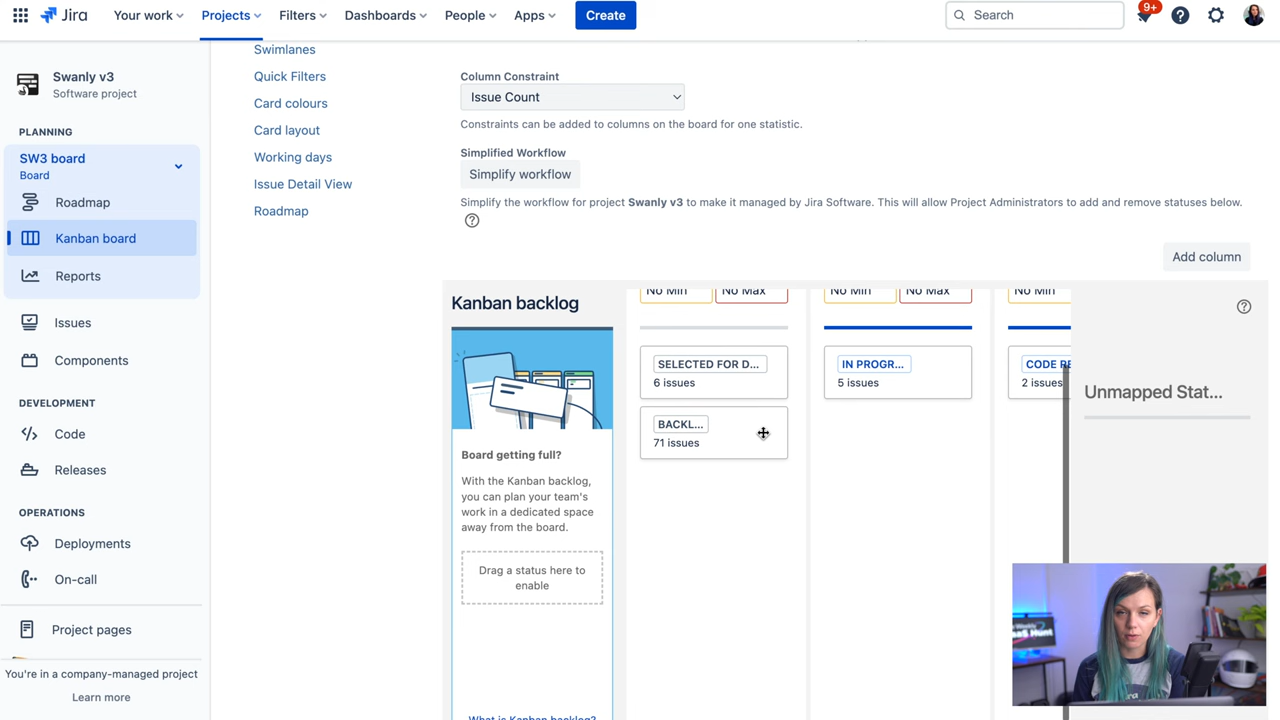 Jira
Your work
Projects
Filters
Dashboards
People
Apps
Create
Search
9+
Swanly v3
Software project
PLANNING
SW3 board
Board
Roadmap
Kanban board
Reports
Issues
Components
DEVELOPMENT
Code
Releases
OPERATIONS
Deployments
On-call
Project pages
You're in a company-managed project
Learn more
Swimlanes
Quick Filters
Card colours
Card layout
Working days
Issue Detail View
Roadmap
Column Constraint
Issue Count
Constraints can be added to columns on the board for one statistic.
Simplified Workflow
Simplify workflow
Simplify the workflow for project Swanly v3 to make it managed by Jira Software. This will allow Project Administrators to add and remove statuses below.
Add column
Kanban backlog
Board getting full?
With the Kanban backlog,
you can plan your team's
work in a dedicated space
away from the board.
Drag a status here to
enable
What is Kanban backlog?
No Min
No Max
SELECTED FOR D...
6 issues
BACKL...
71 issues
No Min
No Max
IN PROGR...
5 issues
No Min
CODE RE
2 issues
Unmapped Stat...